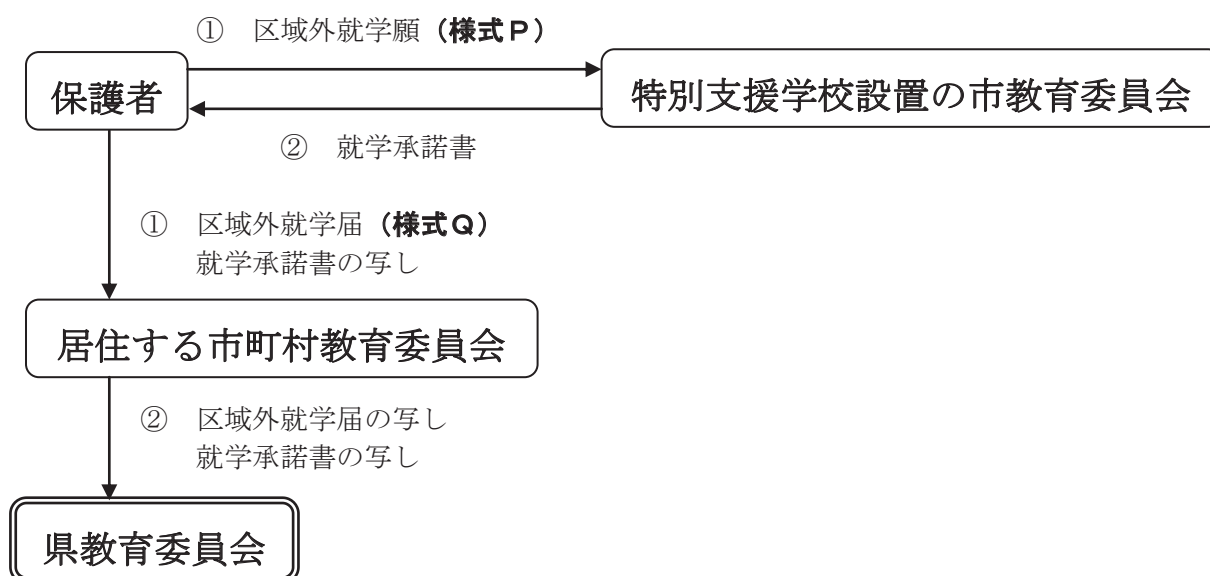 ① 区域外就学願（様式Ｐ）
保護者
特別支援学校設置の市教育委員会
② 就学承諾書
① 区域外就学届（様式Ｑ）
就学承諾書の写し
居住する市町村教育委員会
② 区域外就学届の写し
就学承諾書の写し
県教育委員会